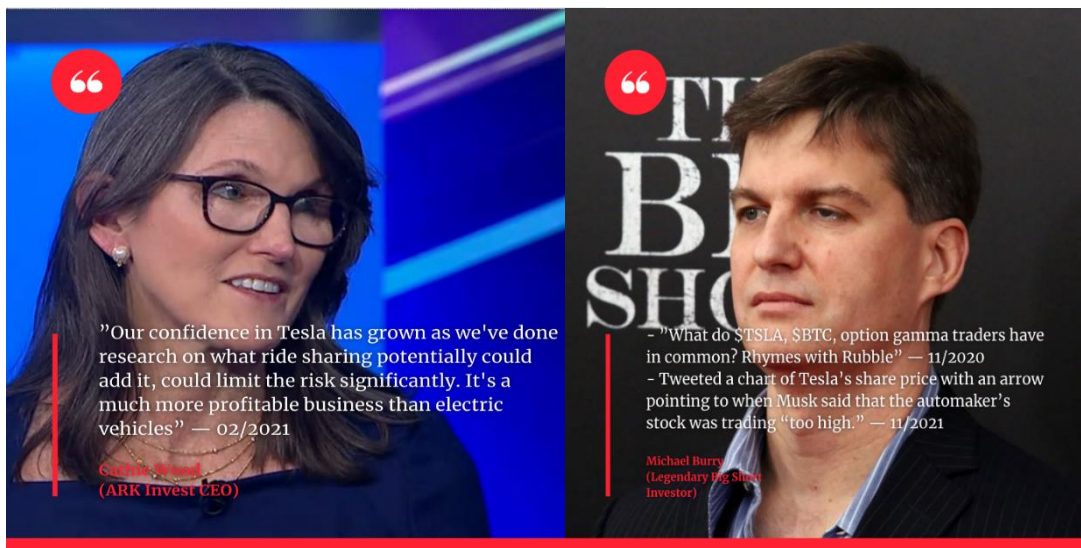 ”Our confidence in Tesla has grown as we've done
research on what ride sharing potentially could
add it, could limit the risk significantly. It's a
much more profitable business than electric
vehicles” — 02/2021
Cathie Wood
(ARK Invest CEO)
SHO
- ”What do $TSLA, $BTC, option gamma traders have
in common? Rhymes with Rubble” — 11/2020
- Tweeted a chart of Tesla’s share price with an arrow
pointing to when Musk said that the automaker’s
stock was trading “too high.” — 11/2021
Michael Burry
(Legendary Big Short
Investor)